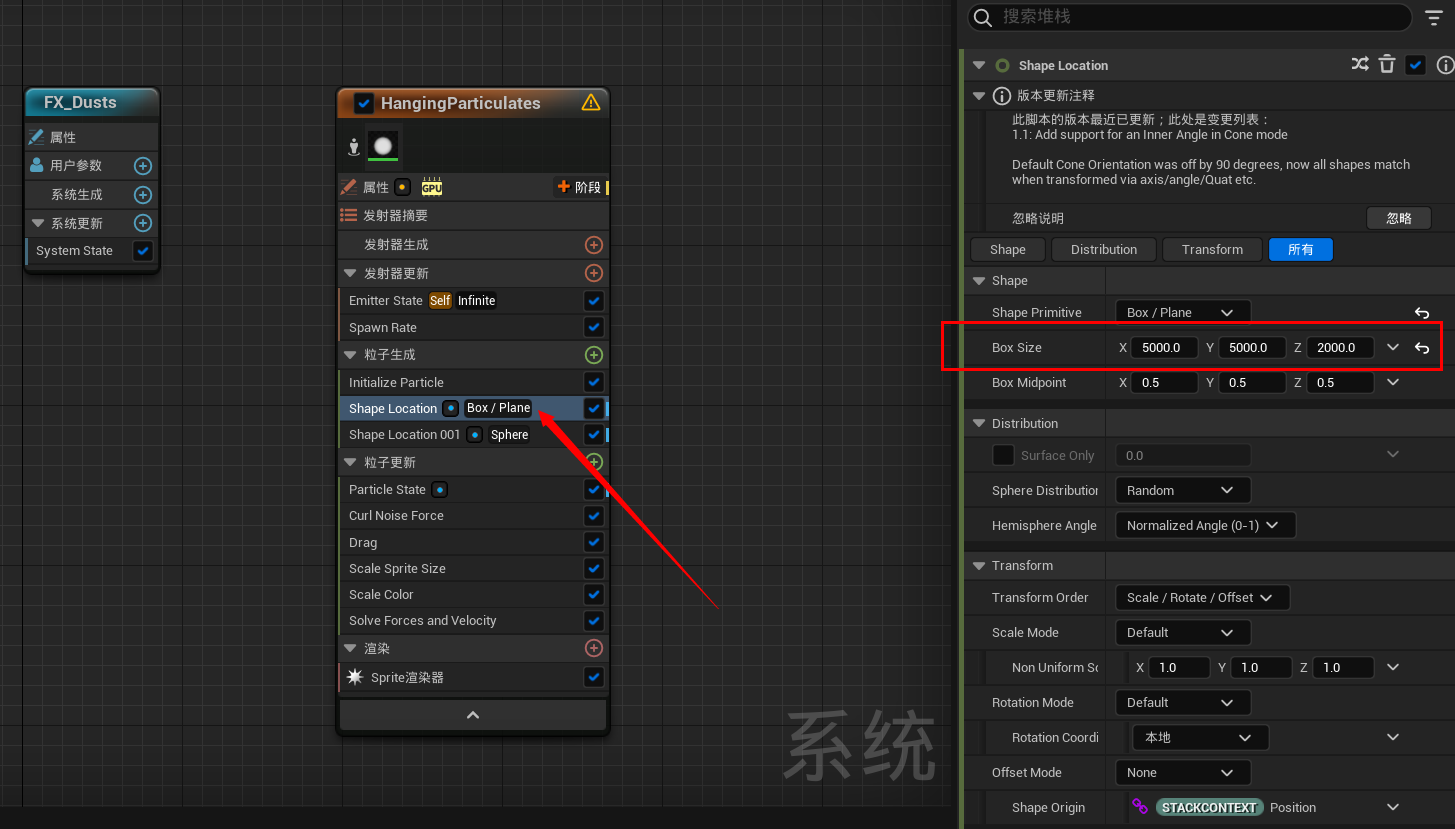 FX_Dusts
属性
用户参数
系统生成
系统更新
System State
HangingParticulates
属性 GPU 阶段
发射器摘要
发射器生成
发射器更新
Emitter State Self Infinite
Spawn Rate
粒子生成
Initialize Particle
Shape Location Box / Plane
Shape Location 001 Sphere
粒子更新
Particle State
Curl Noise Force
Drag
Scale Sprite Size
Scale Color
Solve Forces and Velocity
渲染
Sprite渲染器
系统
搜索堆栈
Shape Location
版本更新注释
此脚本的版本最近已更新；此处是变更列表：
1.1: Add support for an Inner Angle in Cone mode
Default Cone Orientation was off by 90 degrees, now all shapes match
when transformed via axis/angle/Quat etc.
忽略说明 忽略
Shape Distribution Transform 所有
Shape
Shape Primitive Box / Plane
Box Size X 5000.0 Y 5000.0 Z 2000.0
Box Midpoint X 0.5 Y 0.5 Z 0.5
Distribution
Surface Only 0.0
Sphere Distribution Random
Hemisphere Angle Normalized Angle (0-1)
Transform
Transform Order Scale / Rotate / Offset
Scale Mode Default
Non Uniform Sc X 1.0 Y 1.0 Z 1.0
Rotation Mode Default
Rotation Coordi 本地
Offset Mode None
Shape Origin STACKCONTEXT Position